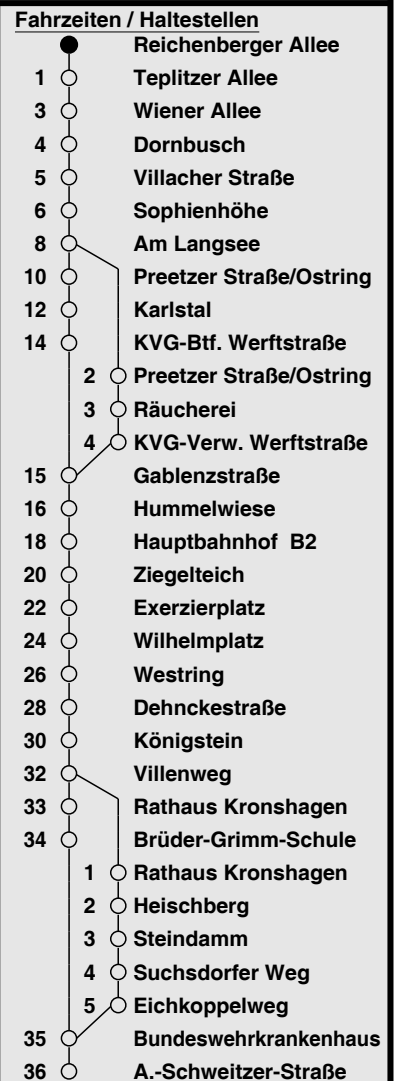 Fahrzeiten / Haltestellen
Reichenberger Allee
1 Teplitzer Allee
3 Wiener Allee
4 Dornbusch
5 Villacher Straße
6 Sophienhöhe
8 Am Langsee
10 Preetzer Straße/Ostring
12 Karlstal
14 KVG-Btf. Werftstraße
2 Preetzer Straße/Ostring
3 Räucherei
4 KVG-Verw. Werftstraße
15 Gablenzstraße
16 Hummelwiese
18 Hauptbahnhof B2
20 Ziegelteich
22 Exerzierplatz
24 Wilhelmplatz
26 Westring
28 Dehnckestraße
30 Königstein
32 Villenweg
33 Rathaus Kronshagen
34 Brüder-Grimm-Schule
1 Rathaus Kronshagen
2 Heischberg
3 Steindamm
4 Suchsdorfer Weg
5 Eichkoppelweg
35 Bundeswehrkrankenhaus
36 A.-Schweitzer-Straße